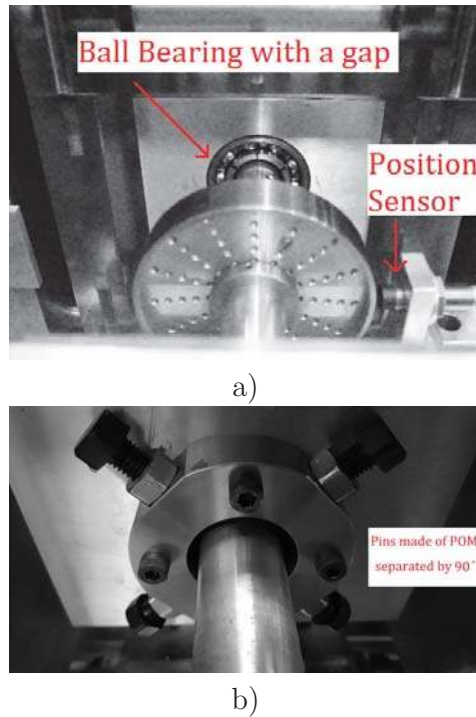 Ball Bearing with a gap
Position
Sensor
a)
Pins made of POM
separated by 90°
b)